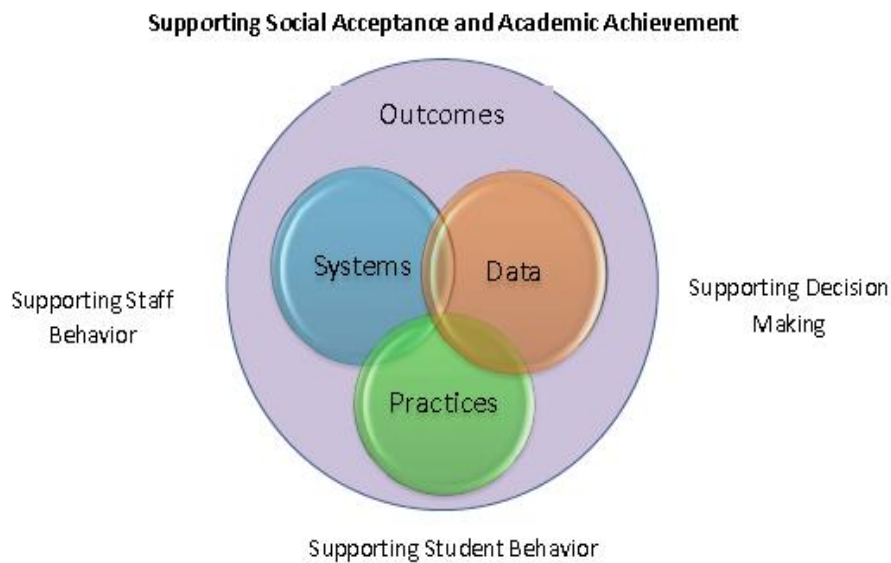 Supporting Social Acceptance and Academic Achievement
Outcomes
Systems
Data
Supporting Staff
Behavior
Supporting Decision
Making
Practices
Supporting Student Behavior